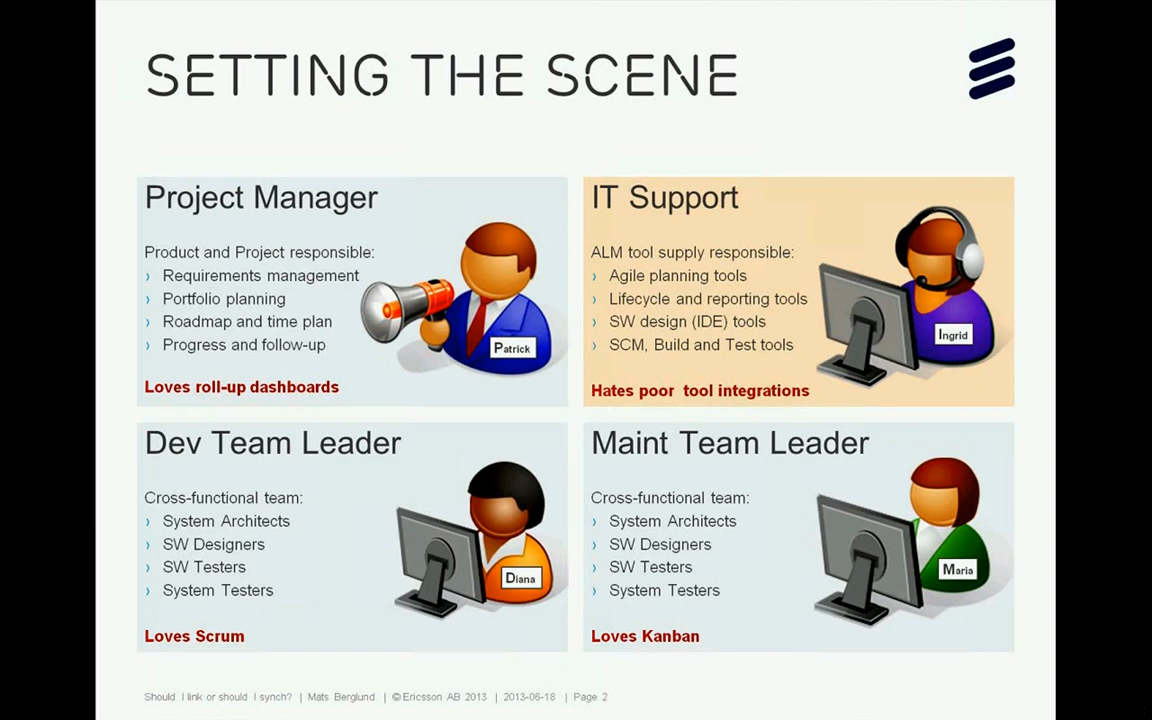 SETTING THE SCENE
Project Manager
Product and Project responsible:
› Requirements management
› Portfolio planning
› Roadmap and time plan
› Progress and follow-up
Loves roll-up dashboards
Patrick
IT Support
ALM tool supply responsible:
› Agile planning tools
› Lifecycle and reporting tools
› SW design (IDE) tools
› SCM, Build and Test tools
Hates poor tool integrations
Ingrid
Dev Team Leader
Cross-functional team:
› System Architects
› SW Designers
› SW Testers
› System Testers
Loves Scrum
Diana
Maint Team Leader
Cross-functional team:
› System Architects
› SW Designers
› SW Testers
› System Testers
Loves Kanban
Maria
Should I link or should I synch? | Mats Berglund | © Ericsson AB 2013 | 2013-06-18 | Page 2